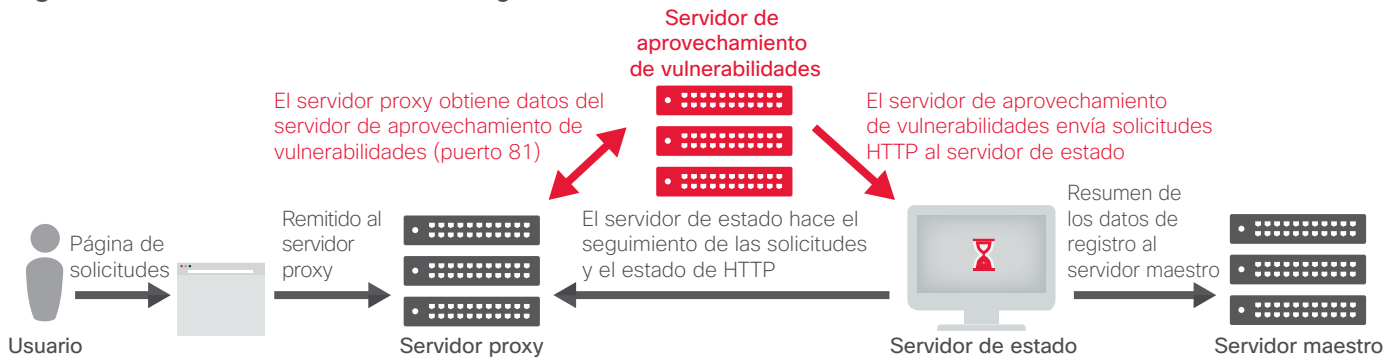 Servidor de
aprovechamiento
de vulnerabilidades
El servidor proxy obtiene datos del
servidor de aprovechamiento de
vulnerabilidades (puerto 81)
El servidor de aprovechamiento
de vulnerabilidades envía solicitudes
HTTP al servidor de estado
Página de
solicitudes
Remitido al
servidor
proxy
El servidor de estado hace el
seguimiento de las solicitudes
y el estado de HTTP
Resumen de
los datos de
registro al
servidor maestro
Usuario
Servidor proxy
Servidor de estado
Servidor maestro